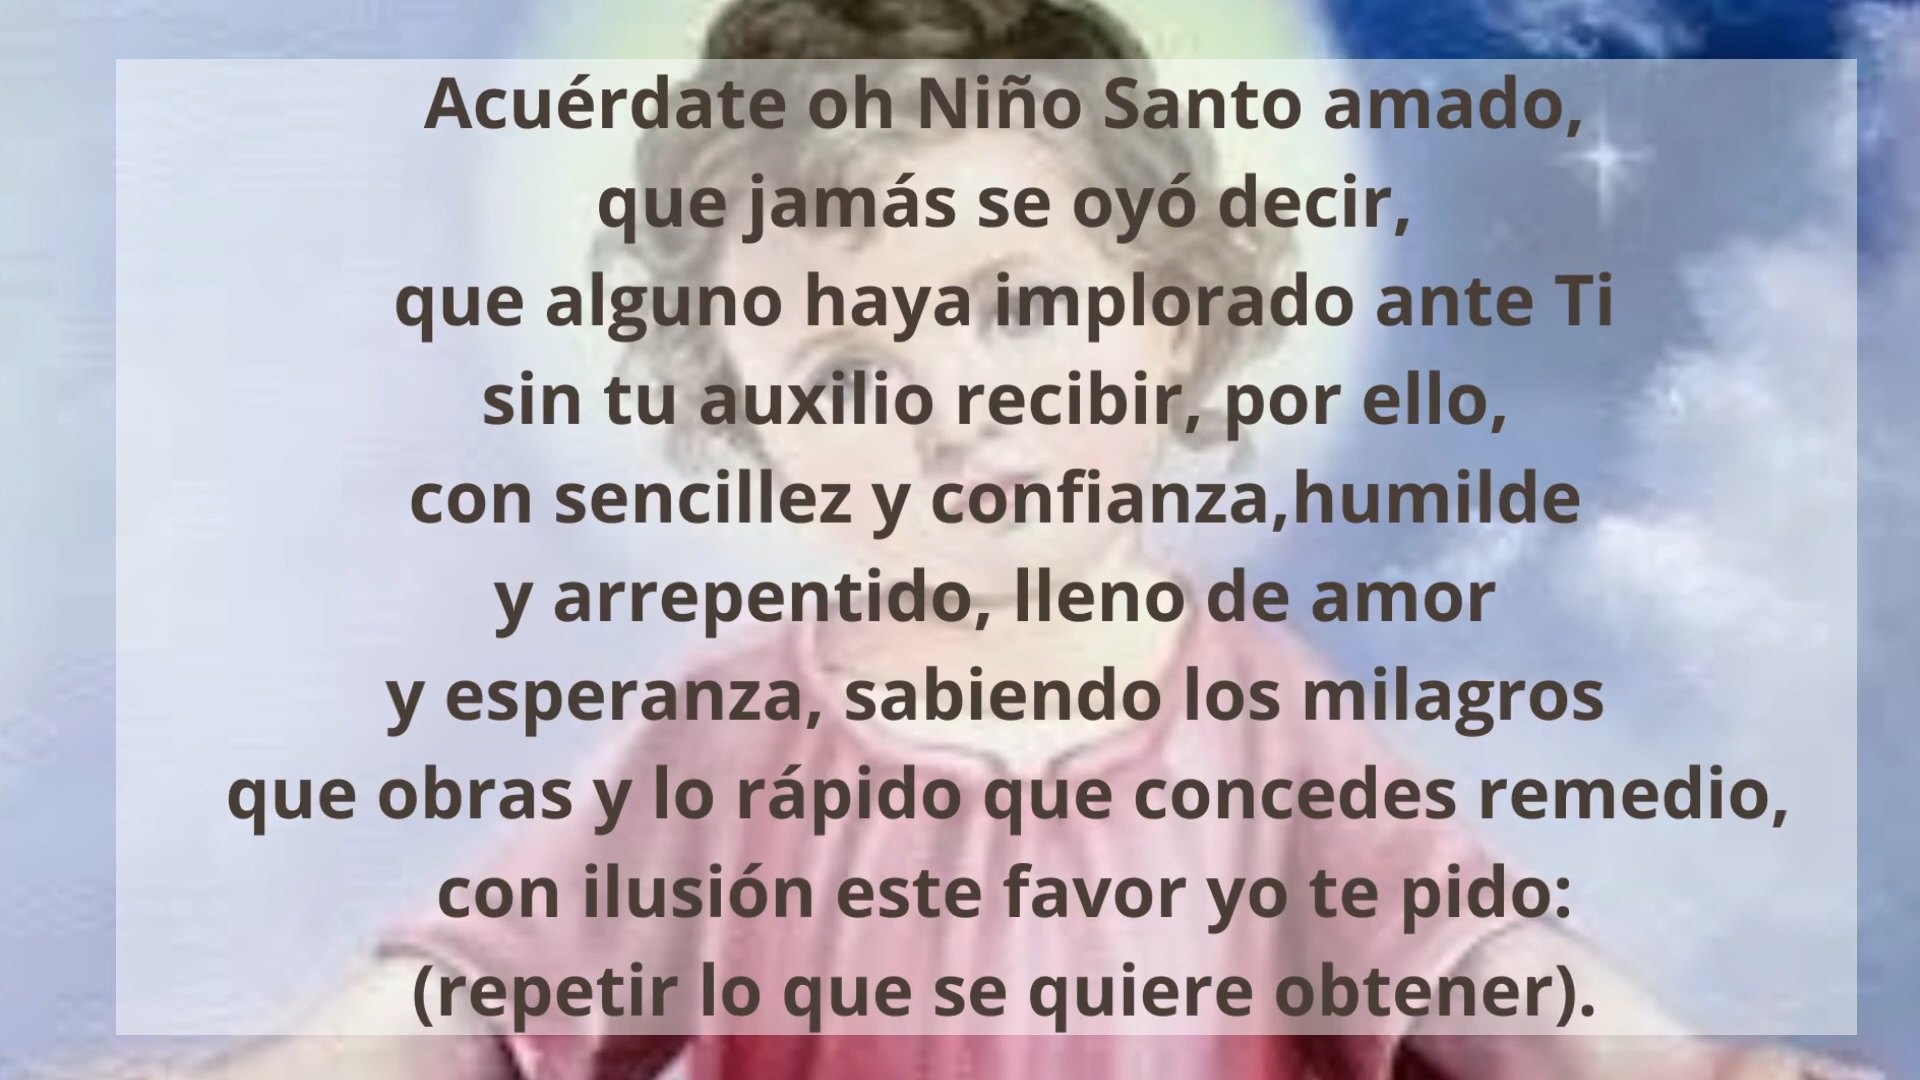 Acuérdate oh Niño Santo amado,
que jamás se oyó decir,
que alguno haya implorado ante Ti
sin tu auxilio recibir, por ello,
con sencillez y confianza,humilde
y arrepentido, lleno de amor
y esperanza, sabiendo los milagros
que obras y lo rápido que concedes remedio,
con ilusión este favor yo te pido:
(repetir lo que se quiere obtener).